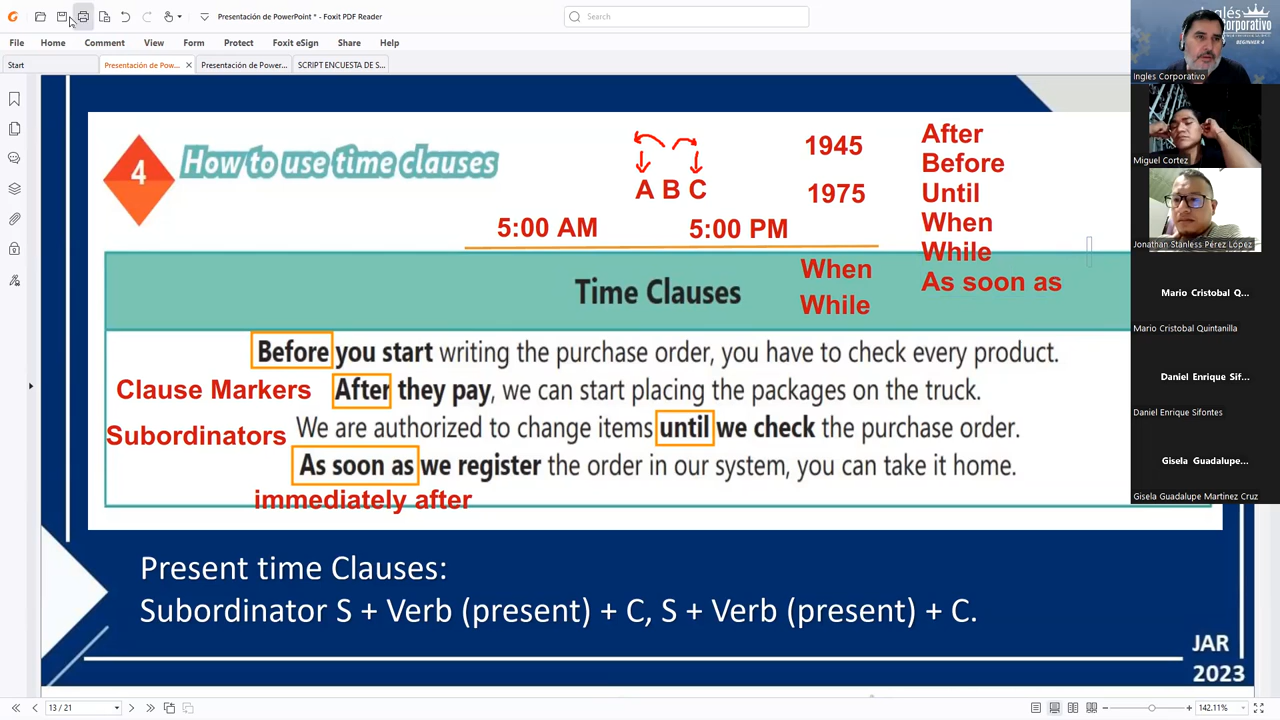 Presentación de PowerPoint * - Foxit PDF Reader
Search
File Home Comment View Form Protect Foxit eSign Share Help
Start
Presentación de Pow...
Presentación de Power...
SCRIPT ENCUESTA DE S...
4
How to use time clauses
A B C
1945
1975
5:00 AM
5:00 PM
After
Before
Until
When
While
As soon as
Time Clauses
When
While
Before you start writing the purchase order, you have to check every product.
Clause Markers
After they pay, we can start placing the packages on the truck.
Subordinators
We are authorized to change items until we check the purchase order.
As soon as we register the order in our system, you can take it home.
immediately after
Present time Clauses:
Subordinator S + Verb (present) + C, S + Verb (present) + C.
JAR
2023
Inglés
Corporativo
BEGINNER 4
Ingles Corporativo
Miguel Cortez
Jonathan Stanless Pérez López
Mario Cristobal Q...
Mario Cristobal Quintanilla
Daniel Enrique Sif...
Daniel Enrique Sifontes
Gisela Guadalupe...
Gisela Guadalupe Martinez Cruz
13 / 21
142.11%